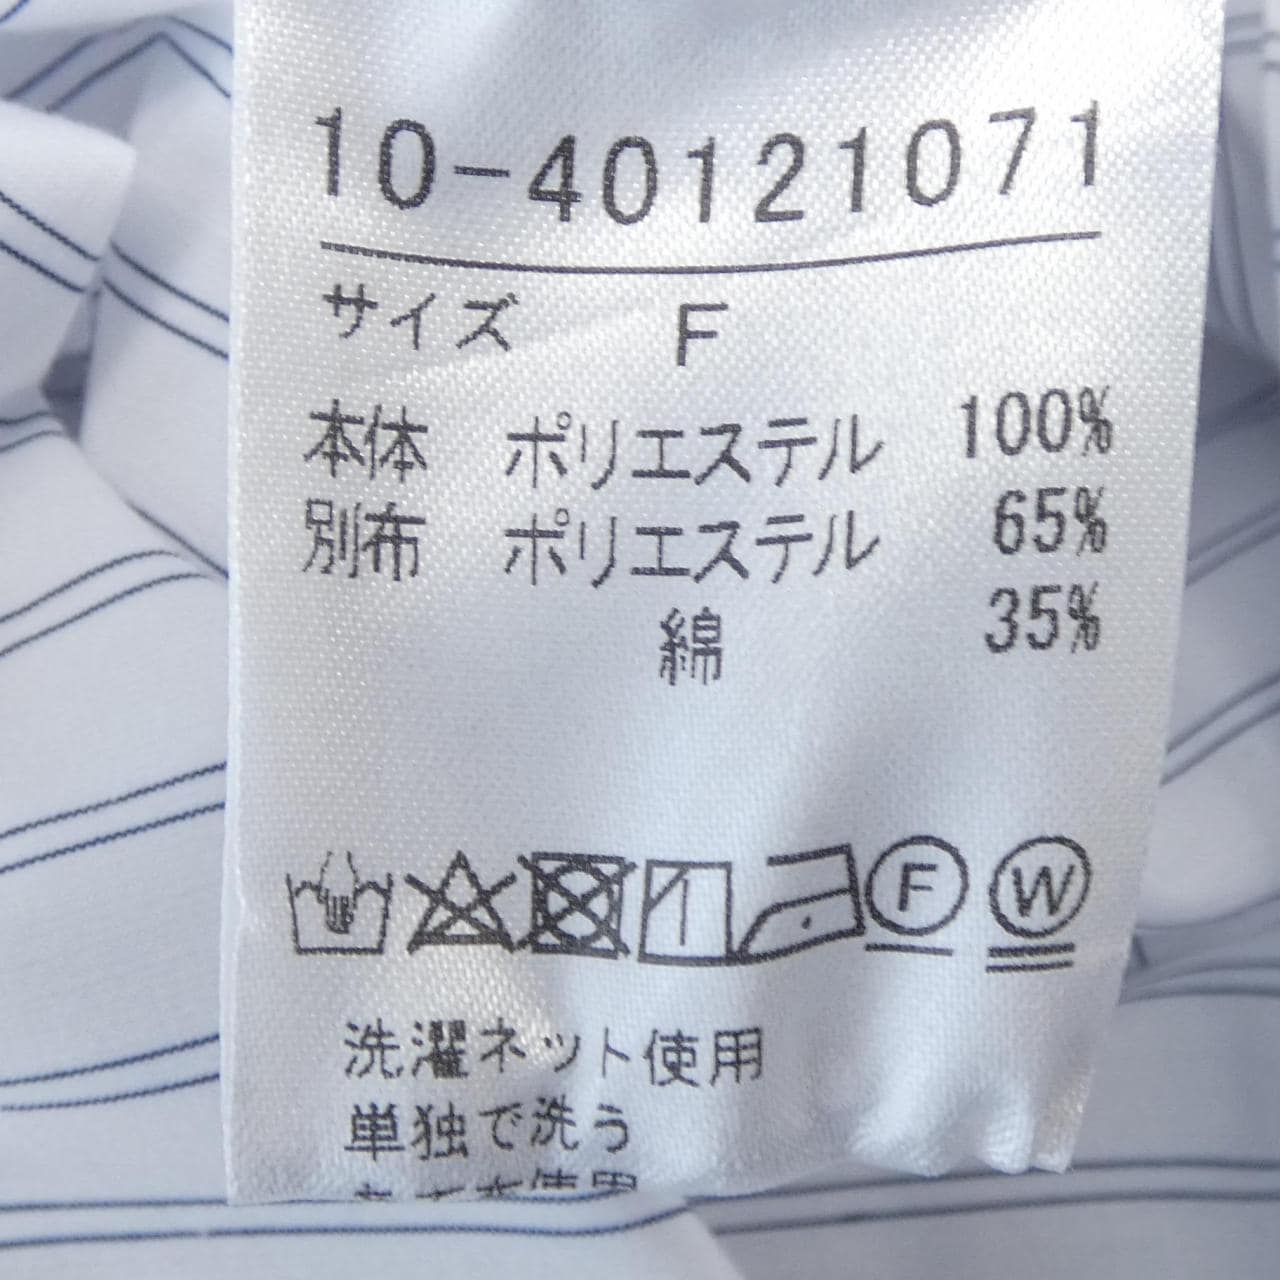 10-40121071
サイズ F
本体 ポリエステル 100%
別布 ポリエステル 65%
綿 35%
F W
洗濯ネット使用
単独で洗う